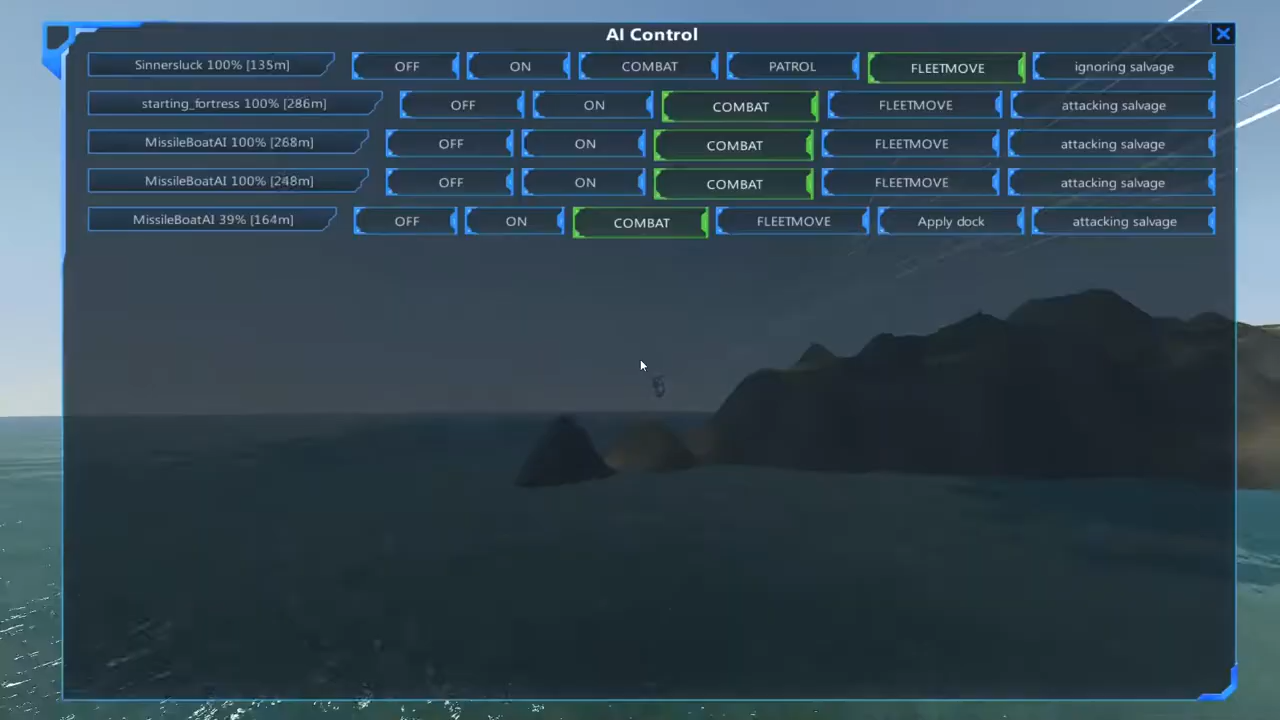 AI Control
Sinnersluck 100% [135m] OFF ON COMBAT PATROL FLEETMOVE ignoring salvage
starting_fortress 100% [286m] OFF ON COMBAT FLEETMOVE attacking salvage
MissileBoatAI 100% [268m] OFF ON COMBAT FLEETMOVE attacking salvage
MissileBoatAI 100% [248m] OFF ON COMBAT FLEETMOVE attacking salvage
MissileBoatAI 39% [164m] OFF ON COMBAT FLEETMOVE Apply dock attacking salvage